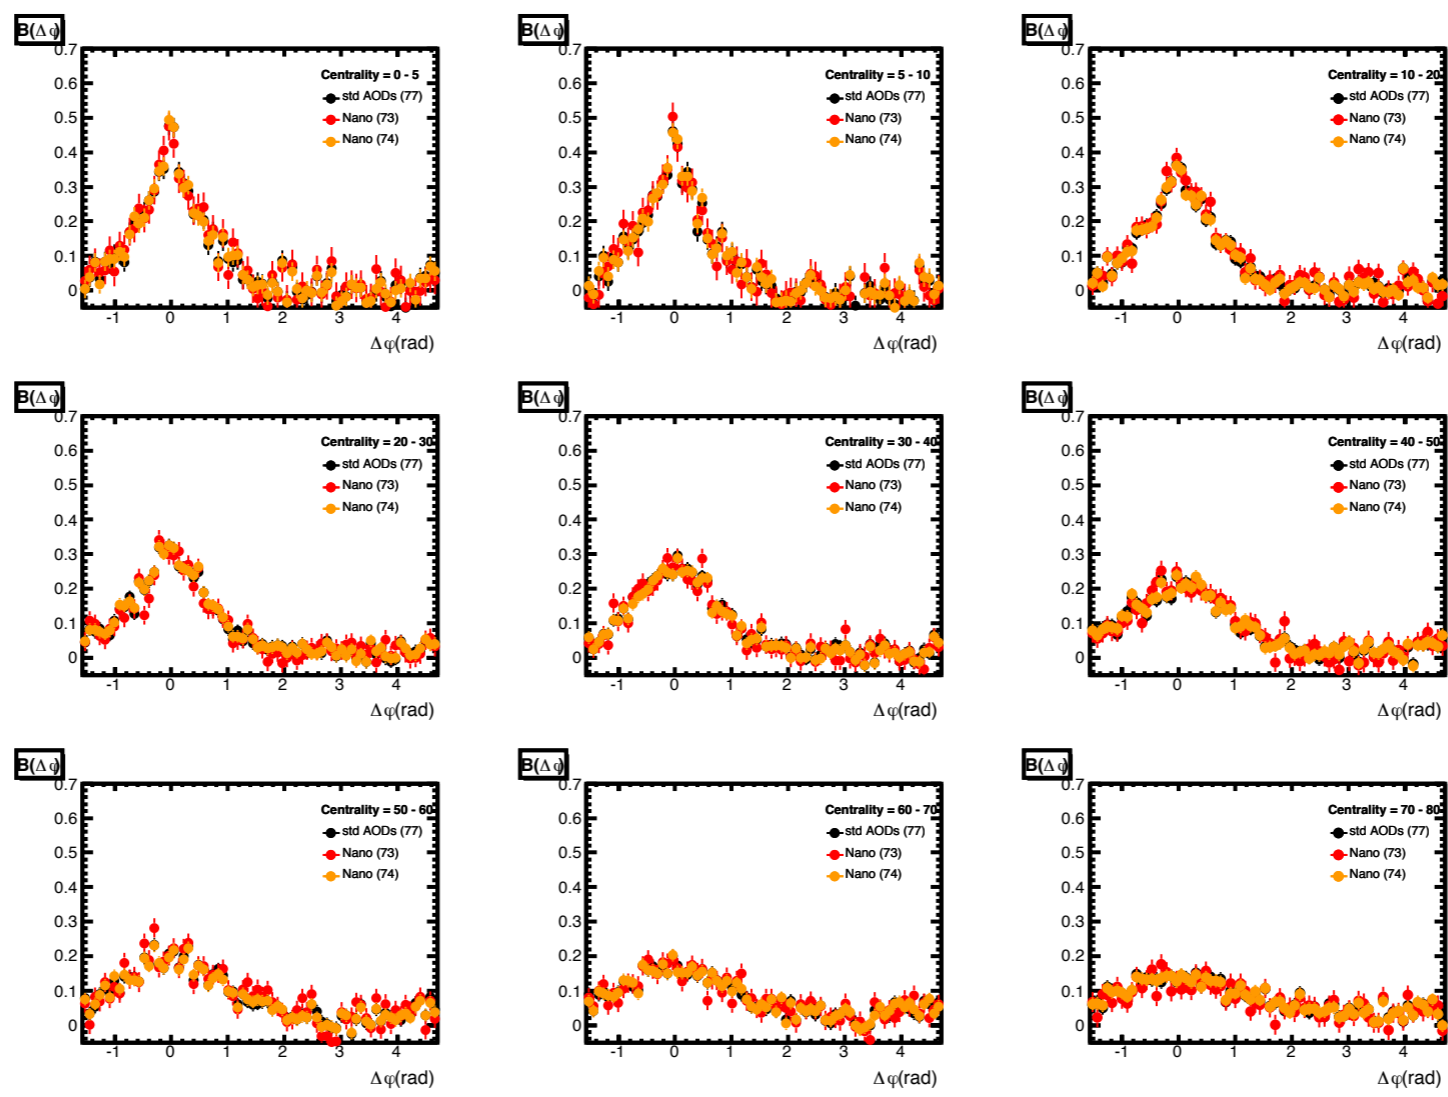 B(Δφ)
0.7
0.6
0.5
0.4
0.3
0.2
0.1
0
Centrality = 0 - 5
std AODs (77)
Nano (73)
Nano (74)
-1 0 1 2 3 4
Δφ(rad)
B(Δφ)
0.7
0.6
0.5
0.4
0.3
0.2
0.1
0
Centrality = 5 - 10
std AODs (77)
Nano (73)
Nano (74)
-1 0 1 2 3 4
Δφ(rad)
B(Δφ)
0.7
0.6
0.5
0.4
0.3
0.2
0.1
0
Centrality = 10 - 20
std AODs (77)
Nano (73)
Nano (74)
-1 0 1 2 3 4
Δφ(rad)
B(Δφ)
0.7
0.6
0.5
0.4
0.3
0.2
0.1
0
Centrality = 20 - 30
std AODs (77)
Nano (73)
Nano (74)
-1 0 1 2 3 4
Δφ(rad)
B(Δφ)
0.7
0.6
0.5
0.4
0.3
0.2
0.1
0
Centrality = 30 - 40
std AODs (77)
Nano (73)
Nano (74)
-1 0 1 2 3 4
Δφ(rad)
B(Δφ)
0.7
0.6
0.5
0.4
0.3
0.2
0.1
0
Centrality = 40 - 50
std AODs (77)
Nano (73)
Nano (74)
-1 0 1 2 3 4
Δφ(rad)
B(Δφ)
0.7
0.6
0.5
0.4
0.3
0.2
0.1
0
Centrality = 50 - 60
std AODs (77)
Nano (73)
Nano (74)
-1 0 1 2 3 4
Δφ(rad)
B(Δφ)
0.7
0.6
0.5
0.4
0.3
0.2
0.1
0
Centrality = 60 - 70
std AODs (77)
Nano (73)
Nano (74)
-1 0 1 2 3 4
Δφ(rad)
B(Δφ)
0.7
0.6
0.5
0.4
0.3
0.2
0.1
0
Centrality = 70 - 80
std AODs (77)
Nano (73)
Nano (74)
-1 0 1 2 3 4
Δφ(rad)